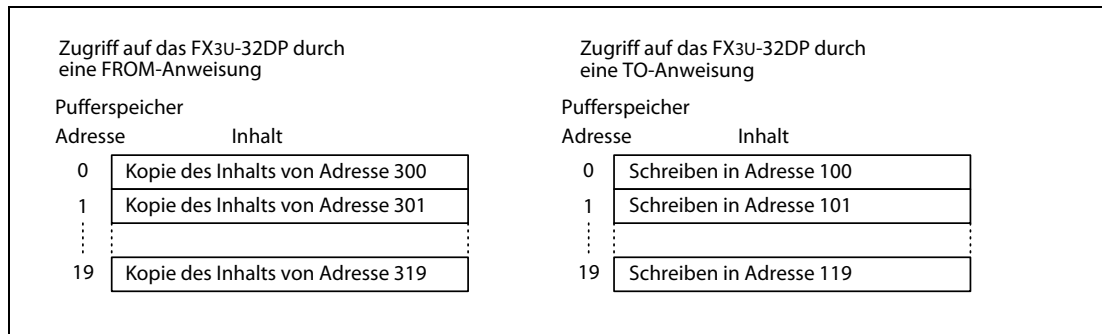 Zugriff auf das FX3U-32DP durch
eine FROM-Anweisung
Pufferspeicher
Adresse Inhalt
0 Kopie des Inhalts von Adresse 300
1 Kopie des Inhalts von Adresse 301
19 Kopie des Inhalts von Adresse 319
Zugriff auf das FX3U-32DP durch
eine TO-Anweisung
Pufferspeicher
Adresse Inhalt
0 Schreiben in Adresse 100
1 Schreiben in Adresse 101
19 Schreiben in Adresse 119